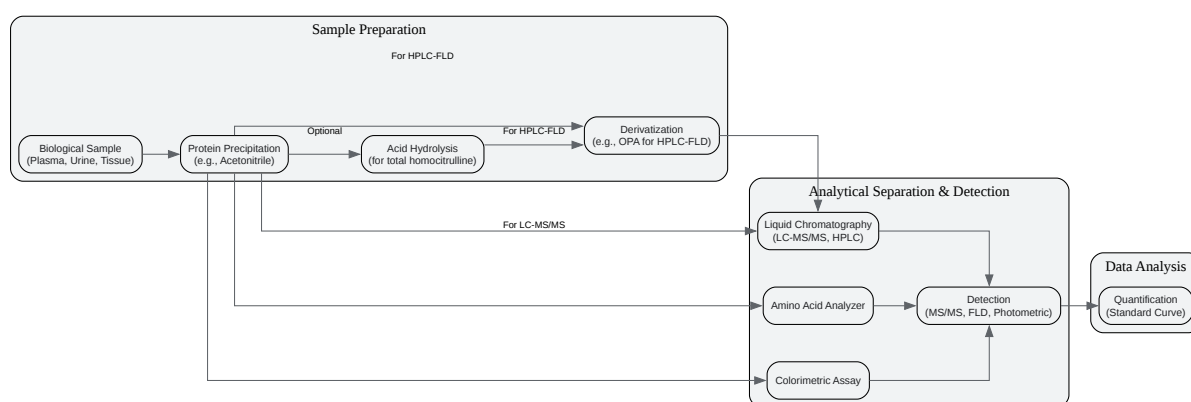 Sample Preparation
For HPLC-FLD
Optional
For HPLC-FLD
Biological Sample
(Plasma, Urine, Tissue)
Protein Precipitation
(e.g., Acetonitrile)
Acid Hydrolysis
(for total homocitrulline)
Derivatization
(e.g., OPA for HPLC-FLD)
Analytical Separation & Detection
For LC-MS/MS
Liquid Chromatography
(LC-MS/MS, HPLC)
Amino Acid Analyzer
Colorimetric Assay
Detection
(MS/MS, FLD, Photometric)
Data Analysis
Quantification
(Standard Curve)